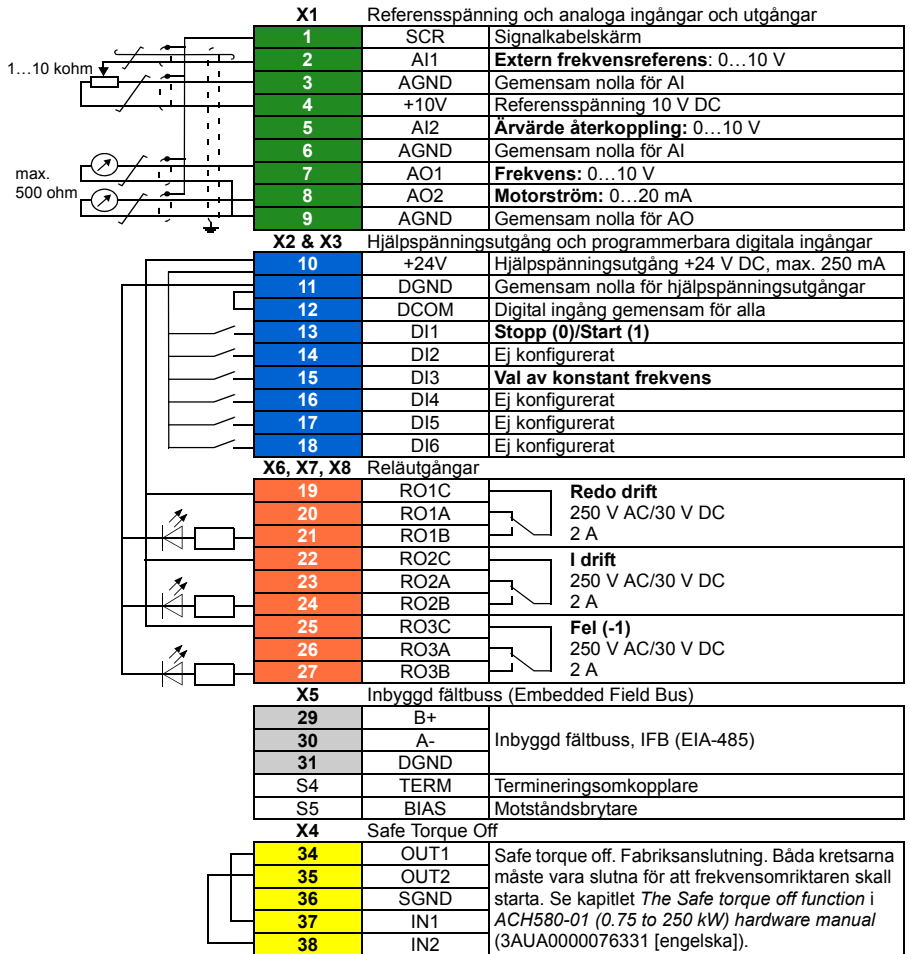 X1 Referensspänning och analoga ingångar och utgångar
1 SCR Signalkabelskärm
2 AI1 Extern frekvensreferens: 0…10 V
1…10 kohm
3 AGND Gemensam nolla för AI
4 +10V Referensspänning 10 V DC
5 AI2 Ärvärde återkoppling: 0…10 V
6 AGND Gemensam nolla för AI
max.
500 ohm
7 AO1 Frekvens: 0…10 V
8 AO2 Motorström: 0…20 mA
9 AGND Gemensam nolla för AO
X2 & X3 Hjälpspänningsutgång och programmerbara digitala ingångar
10 +24V Hjälpspänningsutgång +24 V DC, max. 250 mA
11 DGND Gemensam nolla för hjälpspänningsutgångar
12 DCOM Digital ingång gemensam för alla
13 DI1 Stopp (0)/Start (1)
14 DI2 Ej konfigurerat
15 DI3 Val av konstant frekvens
16 DI4 Ej konfigurerat
17 DI5 Ej konfigurerat
18 DI6 Ej konfigurerat
X6, X7, X8 Reläutgångar
19 RO1C Redo drift
20 RO1A 250 V AC/30 V DC
21 RO1B 2 A
22 RO2C I drift
23 RO2A 250 V AC/30 V DC
24 RO2B 2 A
25 RO3C Fel (-1)
26 RO3A 250 V AC/30 V DC
27 RO3B 2 A
X5 Inbyggd fältbuss (Embedded Field Bus)
29 B+
30 A- Inbyggd fältbuss, IFB (EIA-485)
31 DGND
S4 TERM Termineringsomkopplare
S5 BIAS Motståndsbrytare
X4 Safe Torque Off
34 OUT1 Safe torque off. Fabriksanslutning. Båda kretsarna
35 OUT2 måste vara slutna för att frekvensomriktaren skall
36 SGND starta. Se kapitlet The Safe torque off function i
37 IN1 ACH580-01 (0.75 to 250 kW) hardware manual
38 IN2 (3AUA0000076331 [engelska]).